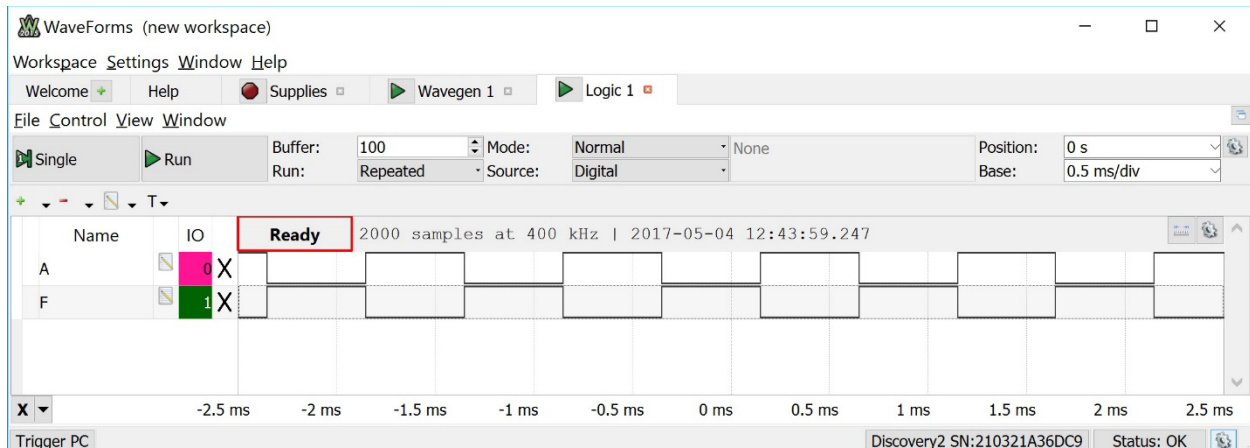 WaveForms (new workspace)
Workspace Settings Window Help
Welcome Help Supplies Wavegen 1 Logic 1
File Control View Window
Single Run Buffer: 100 Mode: Normal None Position: 0 s
Run: Repeated Source: Digital Base: 0.5 ms/div
T
Name IO Ready 2000 samples at 400 kHz | 2017-05-04 12:43:59.247
A 0 X
F 1 X
X -2.5 ms -2 ms -1.5 ms -1 ms -0.5 ms 0 ms 0.5 ms 1 ms 1.5 ms 2 ms 2.5 ms
Trigger PC Discovery2 SN:210321A36DC9 Status: OK